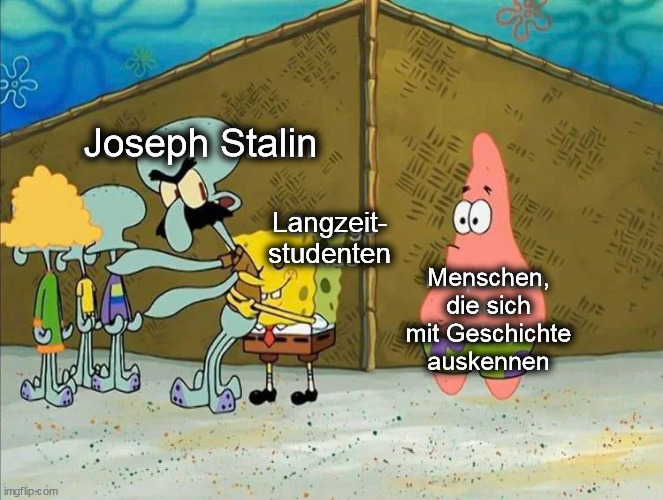 Joseph Stalin
Langzeit-
studenten
Menschen,
die sich
mit Geschichte
auskennen
imgflip.com